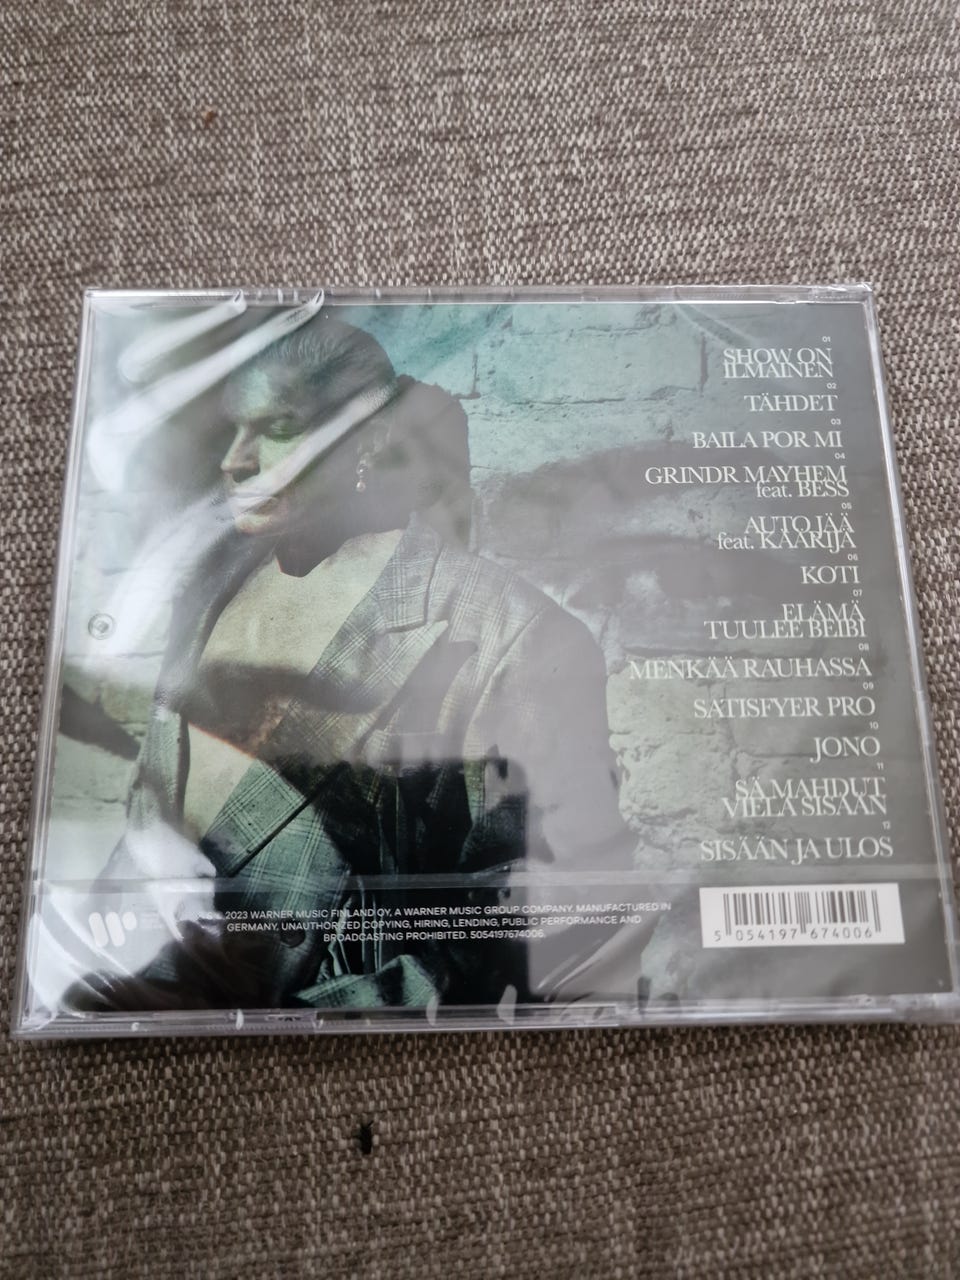 01
SHOW ON
ILMAINEN
02
TÄHDET
03
BAILA POR MI
04
GRINDR MAYHEM
feat. BESS
05
AUTO JÄÄ
feat. KÄÄRIJÄ
06
KOTI
07
ELÄMÄ
TUULEE BEIBI
08
MENKÄÄ RAUHASSA
09
SATISFYER PRO
10
JONO
11
SÄ MAHDUT
VIELÄ SISÄÄN
12
SISÄÄN JA ULOS
2023 WARNER MUSIC FINLAND OY, A WARNER MUSIC GROUP COMPANY. MANUFACTURED IN
GERMANY. UNAUTHORIZED COPYING, HIRING, LENDING, PUBLIC PERFORMANCE AND
BROADCASTING PROHIBITED. 5054197674006.
5 054197 674006